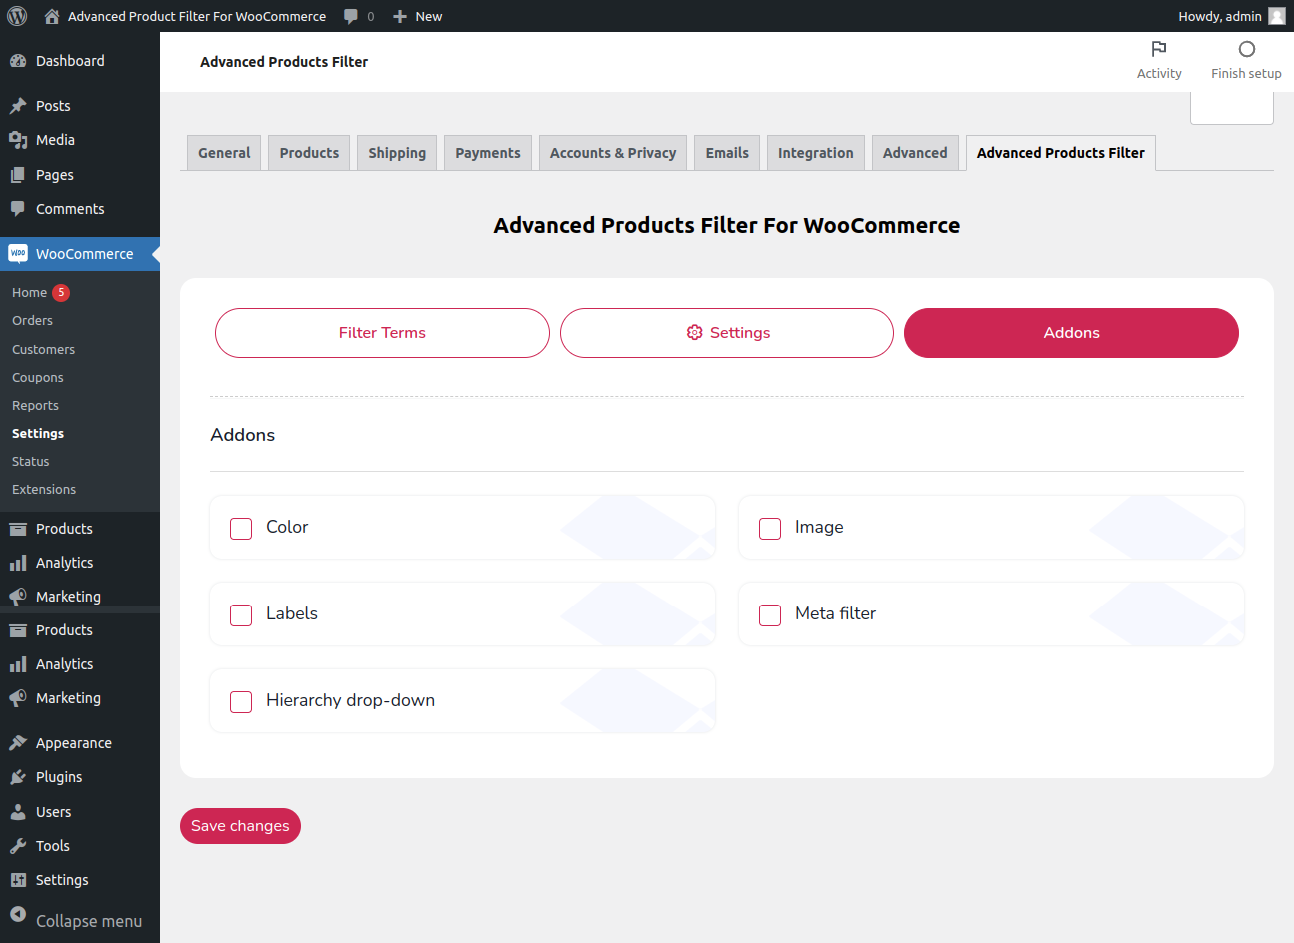 Advanced Product Filter For WooCommerce 0 New Howdy, admin
Dashboard
Posts
Media
Pages
Comments
WOO WooCommerce
Home 5
Orders
Customers
Coupons
Reports
Settings
Status
Extensions
Products
Analytics
Marketing
Products
Analytics
Marketing
Appearance
Plugins
Users
Tools
Settings
Collapse menu
Advanced Products Filter
Activity Finish setup
General Products Shipping Payments Accounts & Privacy Emails Integration Advanced Advanced Products Filter
Advanced Products Filter For WooCommerce
Filter Terms Settings Addons
Addons
Color Image
Labels Meta filter
Hierarchy drop-down
Save changes